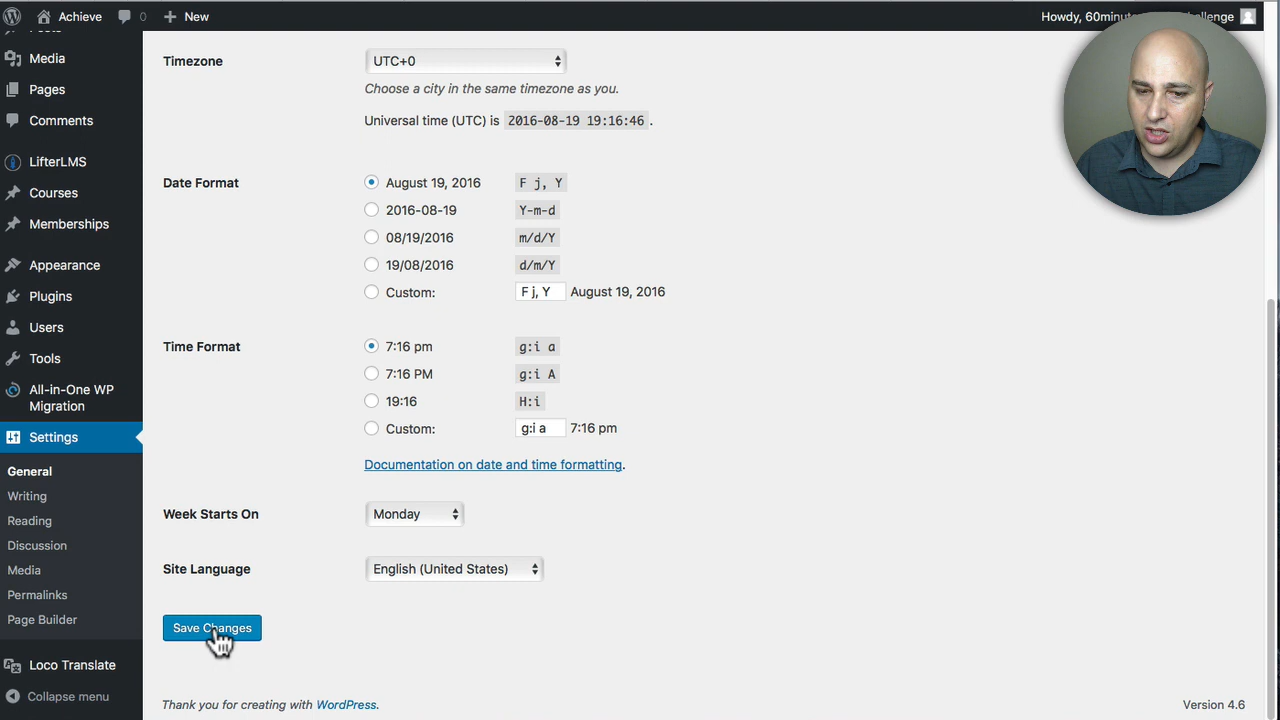 Achieve 0 New Howdy, 60minut hallenge
Media
Pages
Comments
LifterLMS
Courses
Memberships
Appearance
Plugins
Users
Tools
All-in-One WP
Migration
Settings
General
Writing
Reading
Discussion
Media
Permalinks
Page Builder
Loco Translate
Collapse menu
Timezone UTC+0
Choose a city in the same timezone as you.
Universal time (UTC) is 2016-08-19 19:16:46 .
Date Format August 19, 2016 F j, Y
2016-08-19 Y-m-d
08/19/2016 m/d/Y
19/08/2016 d/m/Y
Custom: F j, Y August 19, 2016
Time Format 7:16 pm g:i a
7:16 PM g:i A
19:16 H:i
Custom: g:i a 7:16 pm
Documentation on date and time formatting.
Week Starts On Monday
Site Language English (United States)
Save Changes
Thank you for creating with WordPress. Version 4.6